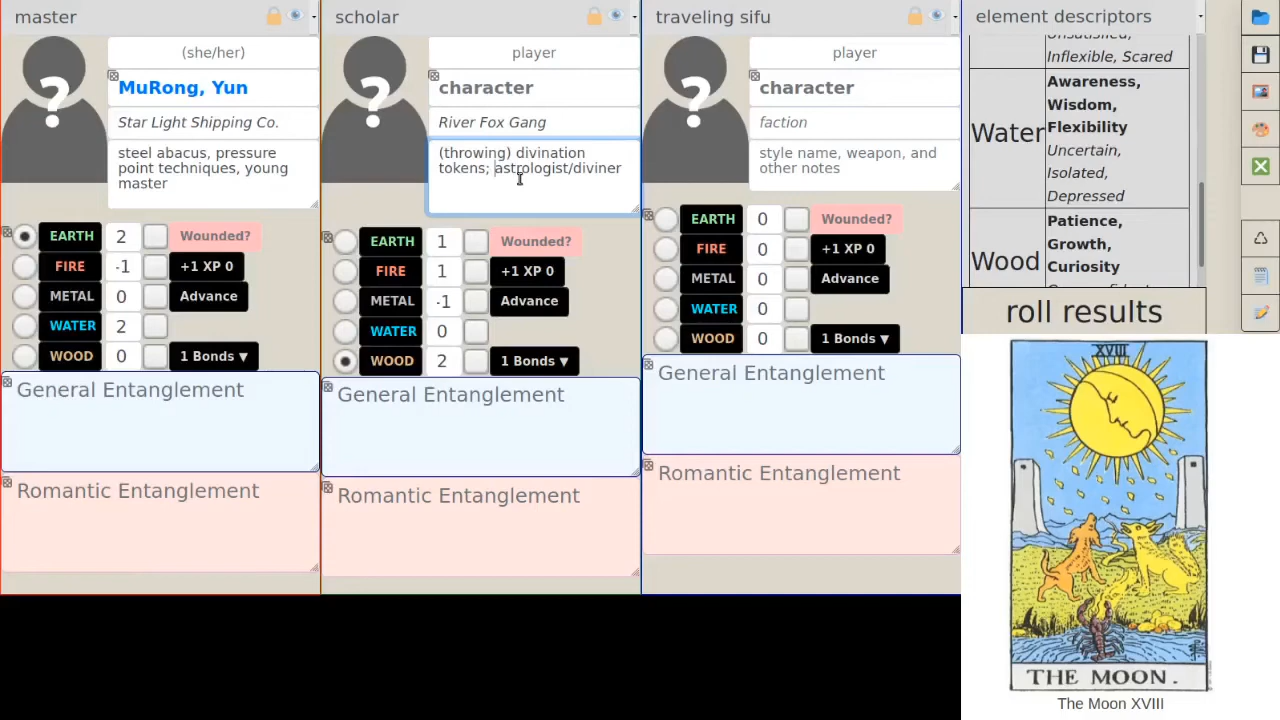 master
(she/her)
MuRong, Yun
Star Light Shipping Co.
steel abacus, pressure
point techniques, young
master
EARTH 2 Wounded?
FIRE -1 +1 XP 0
METAL 0 Advance
WATER 2
WOOD 0 1 Bonds ▼
General Entanglement
Romantic Entanglement
scholar
player
character
River Fox Gang
(throwing) divination
tokens; astrologist/diviner
EARTH 1 Wounded?
FIRE 1 +1 XP 0
METAL -1 Advance
WATER 0
WOOD 2 1 Bonds ▼
General Entanglement
Romantic Entanglement
traveling sifu
player
character
faction
style name, weapon, and
other notes
EARTH 0 Wounded?
FIRE 0 +1 XP 0
METAL 0 Advance
WATER 0
WOOD 0 1 Bonds ▼
General Entanglement
Romantic Entanglement
element descriptors
Unsatisfied,
Inflexible, Scared
Water
Awareness,
Wisdom,
Flexibility
Uncertain,
Isolated,
Depressed
Wood
Patience,
Growth,
Curiosity
roll results
XVIII
THE MOON.
The Moon XVIII